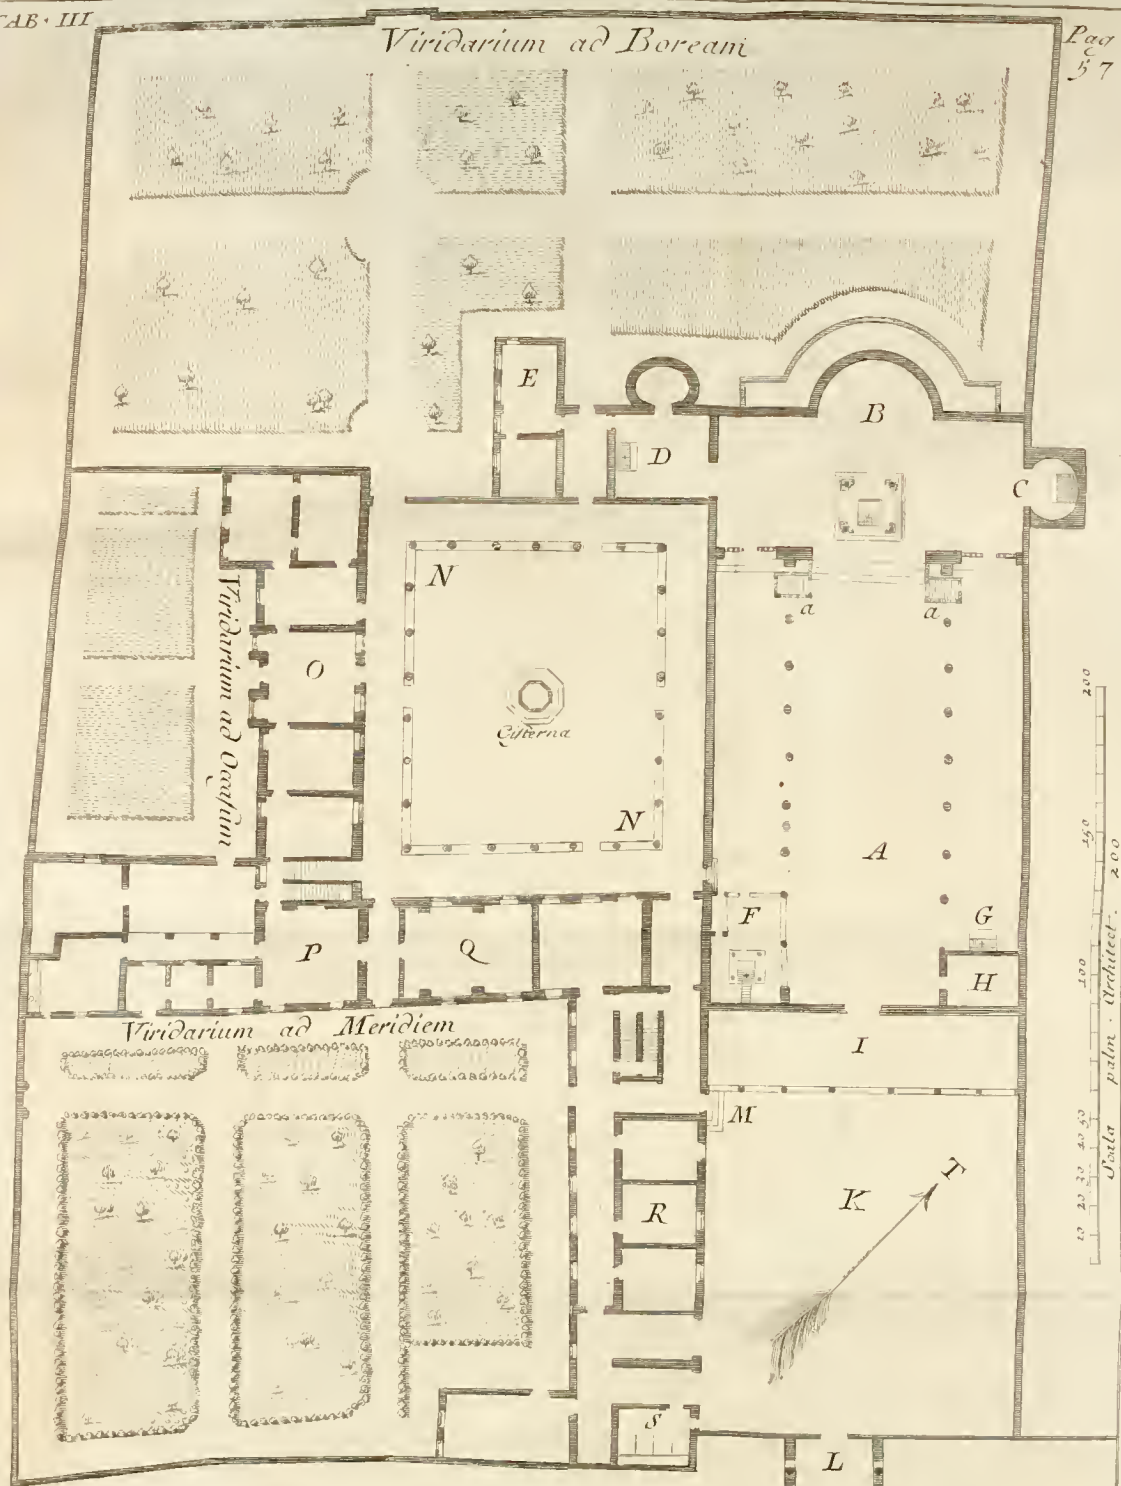 TAB · III
Pag
57
Viridarium ad Boream
E
B
D
C
N
a
a
Viridarium ad Occasum
O
Cisterna
N
A
F
G
P
Q
H
Viridarium ad Meridiem
I
M
K
T
R
S
L
200
150
100
50
40
30
20
10
Scala palm. Architect. 200